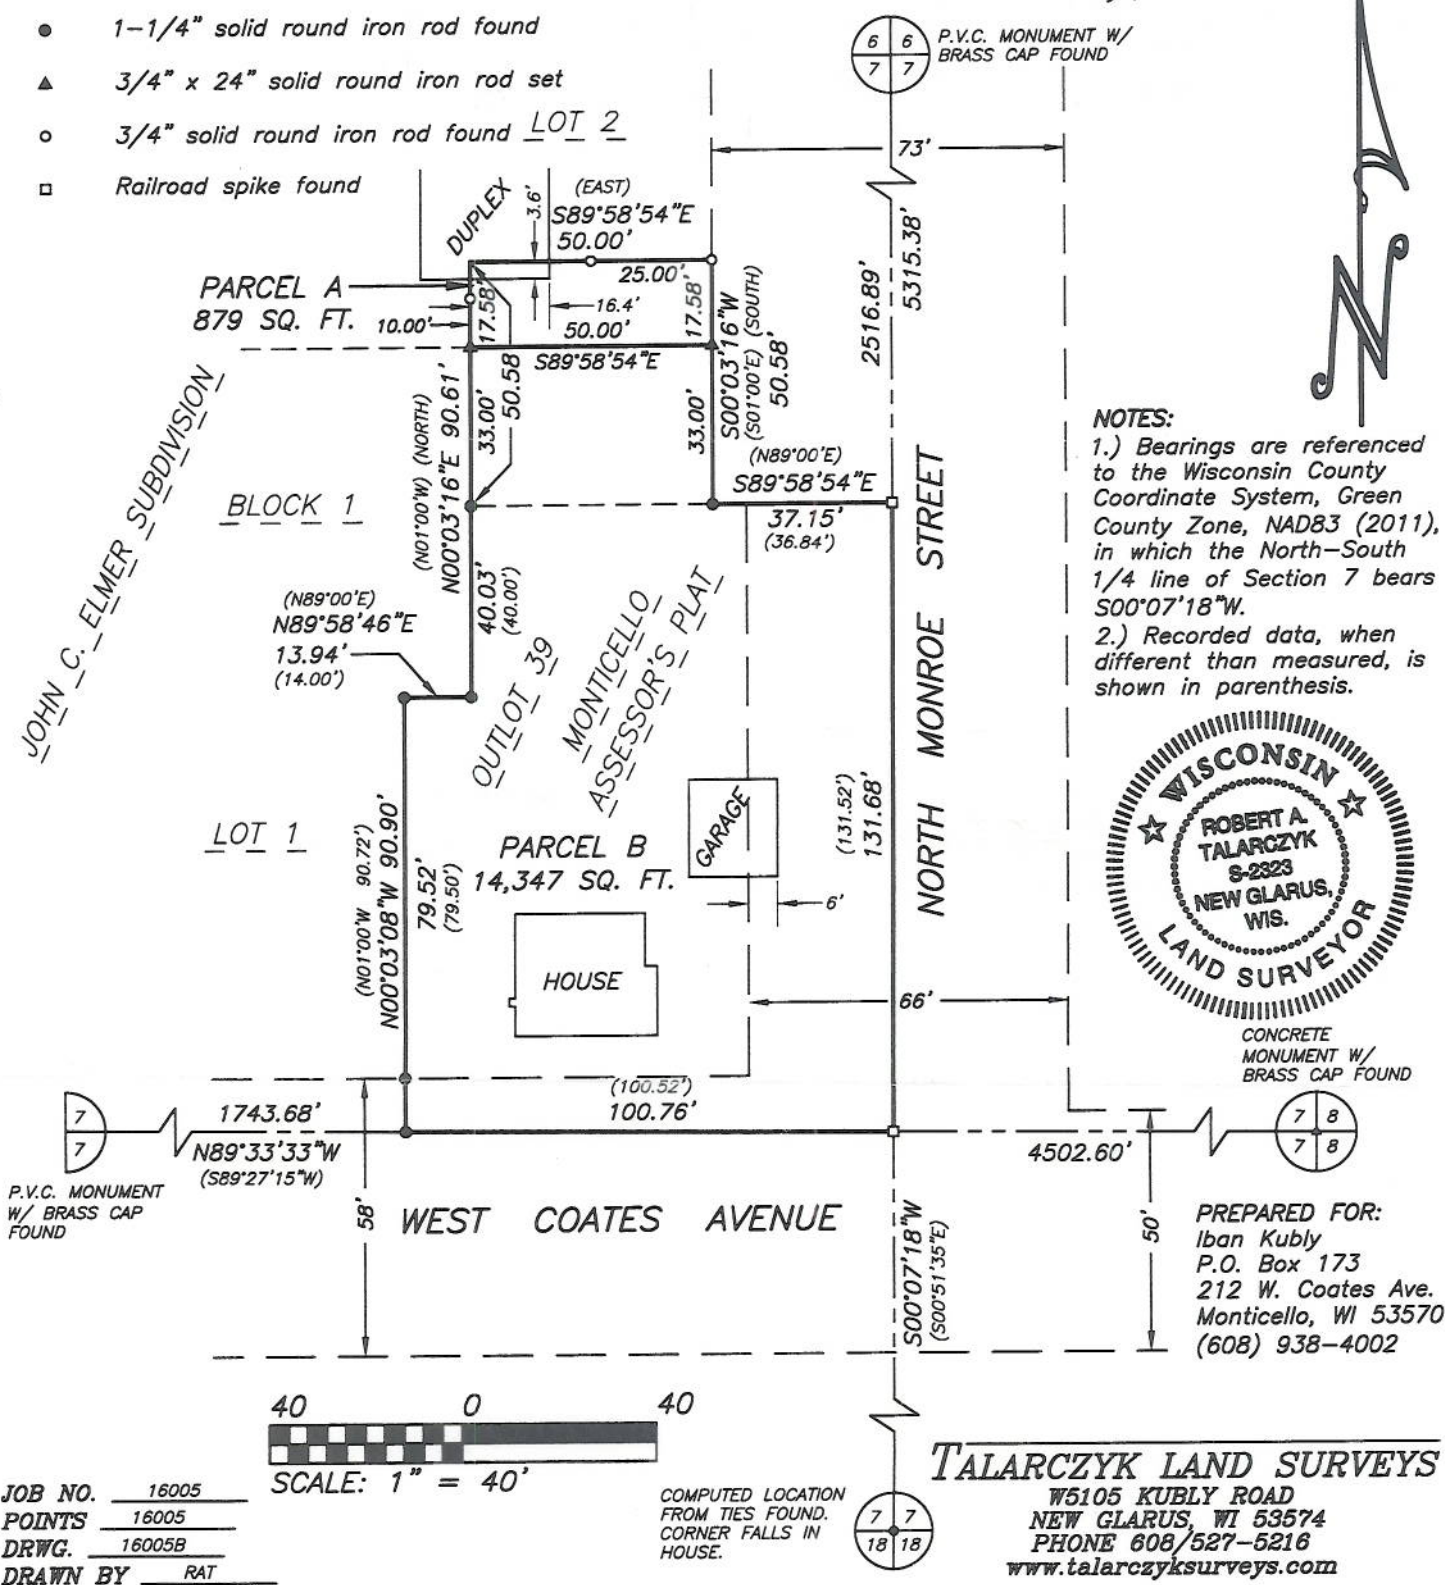 1-1/4" solid round iron rod found
3/4" x 24" solid round iron rod set
3/4" solid round iron rod found
LOT 2
Railroad spike found
6 6
7 7
P.V.C. MONUMENT W/
BRASS CAP FOUND
73'
DUPLEX
3.6'
(EAST)
S89°58'54"E
50.00'
25.00'
PARCEL A
879 SQ. FT.
10.00'
17.58'
16.4'
50.00'
S89°58'54"E
17.58'
S00°03'16"W
(S01°00'E) (SOUTH)
50.58'
2516.89'
5315.38'
JOHN C. ELMER SUBDIVISION
(N01°00'W) (NORTH)
N00°03'16"E 90.61'
33.00'
50.58
33.00'
(N89°00'E)
S89°58'54"E
37.15'
(36.84')
BLOCK 1
NOTES:
1.) Bearings are referenced
to the Wisconsin County
Coordinate System, Green
County Zone, NAD83 (2011),
in which the North-South
1/4 line of Section 7 bears
S00°07'18"W.
2.) Recorded data, when
different than measured, is
shown in parenthesis.
N
40.03'
(40.00')
(N89°00'E)
N89°58'46"E
13.94'
(14.00')
OUTLOT 39
MONTICELLO
ASSESSOR'S PLAT
NORTH MONROE STREET
LOT 1
(N01°00'W 90.72')
N00°03'08"W 90.90'
79.52'
(79.50')
PARCEL B
14,347 SQ. FT.
GARAGE
6'
(131.52')
131.68'
HOUSE
66'
WISCONSIN
ROBERT A.
TALARCZYK
S-2323
NEW GLARUS,
WIS.
LAND SURVEYOR
CONCRETE
MONUMENT W/
BRASS CAP FOUND
7 8
7 8
(100.52')
100.76'
7
7
1743.68'
N89°33'33"W
(S89°27'15"W)
4502.60'
P.V.C. MONUMENT
W/ BRASS CAP
FOUND
58'
WEST COATES AVENUE
S00°07'18"W
(S00°51'35"E)
50'
PREPARED FOR:
Iban Kubly
P.O. Box 173
212 W. Coates Ave.
Monticello, WI 53570
(608) 938-4002
40 0 40
SCALE: 1" = 40'
JOB NO. 16005
POINTS 16005
DRWG. 16005B
DRAWN BY RAT
COMPUTED LOCATION
FROM TIES FOUND.
CORNER FALLS IN
HOUSE.
7 7
18 18
TALARCZYK LAND SURVEYS
W5105 KUBLY ROAD
NEW GLARUS, WI 53574
PHONE 608/527-5216
www.talarczyksurveys.com